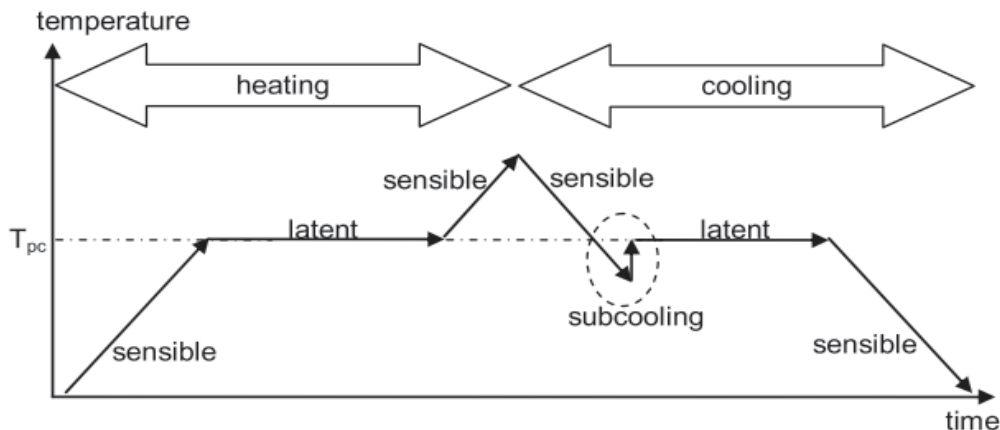 temperature
heating
cooling
sensible
sensible
T_pc
latent
latent
subcooling
sensible
sensible
time